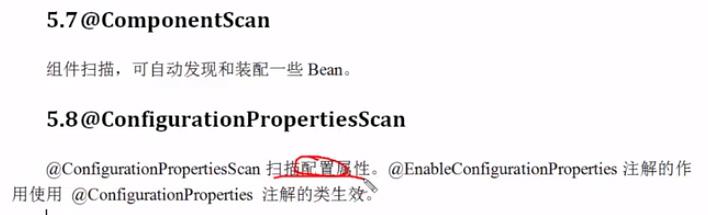 5.7@ComponentScan
组件扫描，可自动发现和装配一些 Bean。
5.8@ConfigurationPropertiesScan
@ConfigurationPropertiesScan 扫描配置属性。@EnableConfigurationProperties 注解的作
用使用 @ConfigurationProperties 注解的类生效。